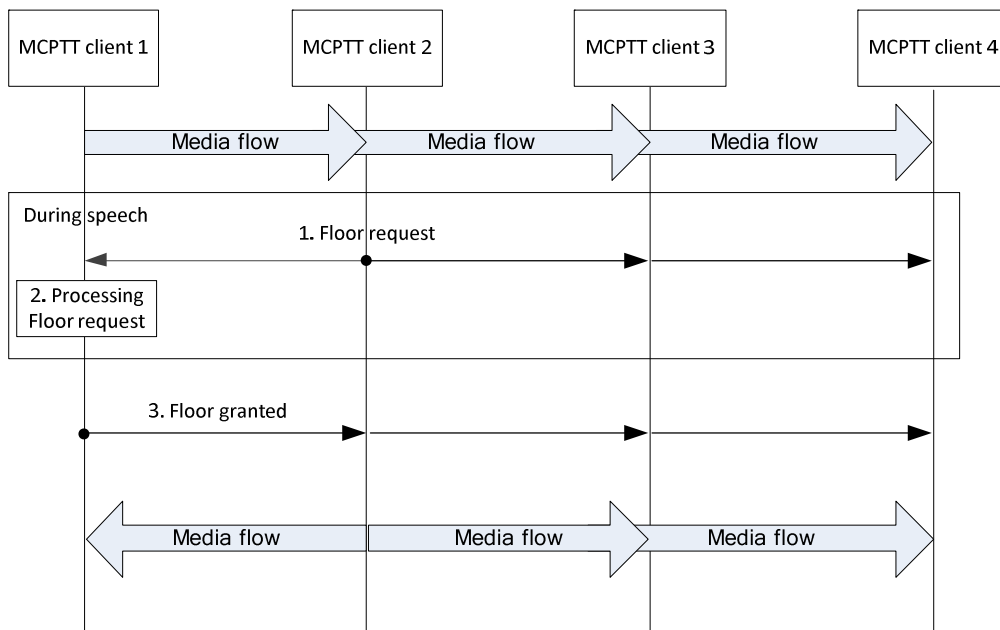 MCPTT client 1
MCPTT client 2
MCPTT client 3
MCPTT client 4
Media flow
Media flow
Media flow
During speech
1. Floor request
2. Processing
Floor request
3. Floor granted
Media flow
Media flow
Media flow